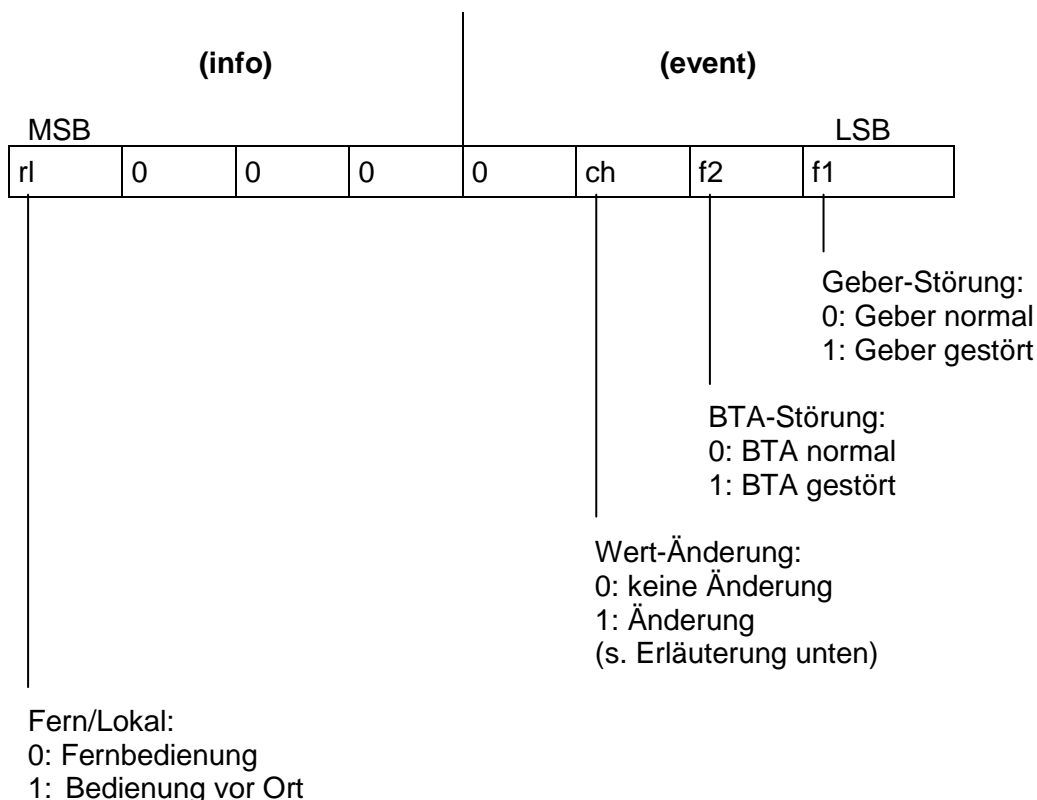 (info) (event)
MSB LSB
rl 0 0 0 0 ch f2 f1
Geber-Störung:
0: Geber normal
1: Geber gestört
BTA-Störung:
0: BTA normal
1: BTA gestört
Wert-Änderung:
0: keine Änderung
1: Änderung
(s. Erläuterung unten)
Fern/Lokal:
0: Fernbedienung
1: Bedienung vor Ort